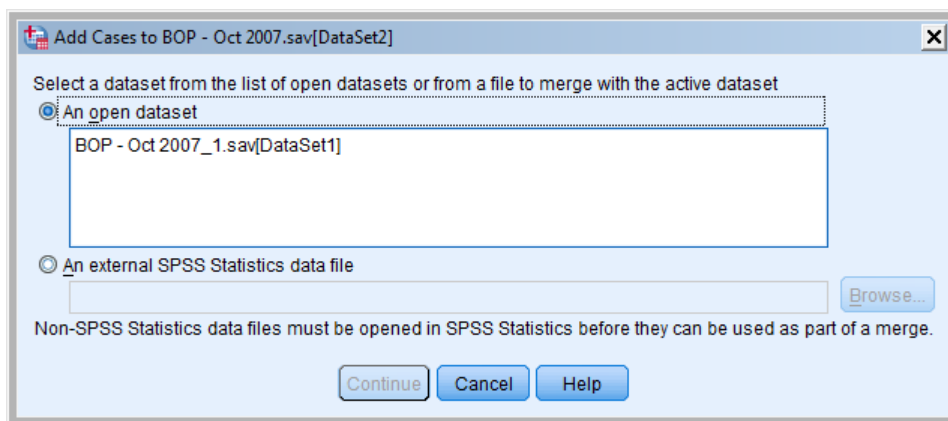 Add Cases to BOP - Oct 2007.sav[DataSet2]
Select a dataset from the list of open datasets or from a file to merge with the active dataset
An open dataset
BOP - Oct 2007_1.sav[DataSet1]
An external SPSS Statistics data file
Browse...
Non-SPSS Statistics data files must be opened in SPSS Statistics before they can be used as part of a merge.
Continue Cancel Help